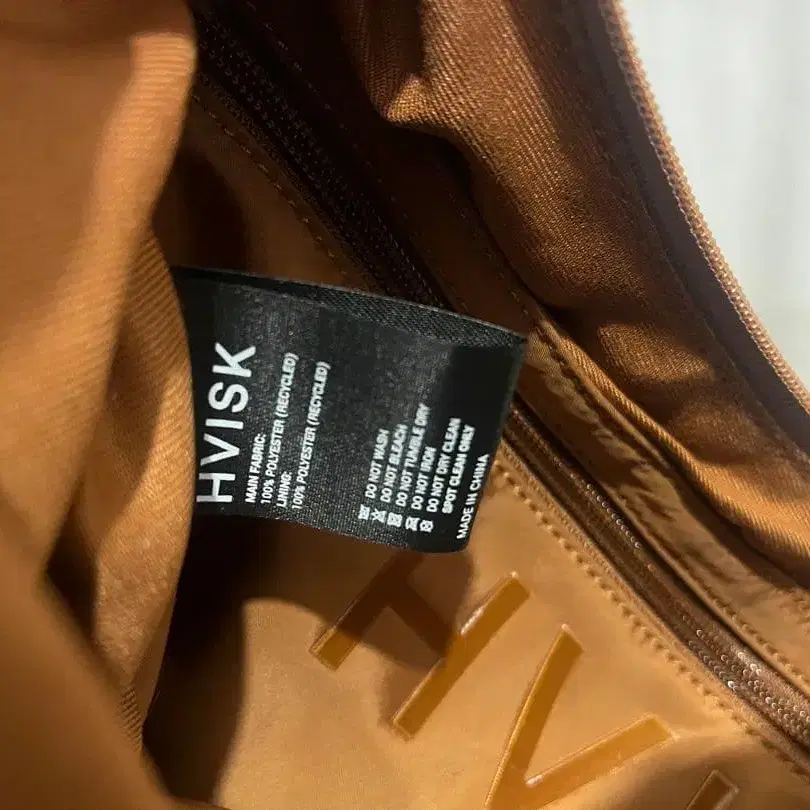 HVISK
MAIN FABRIC:
100% POLYESTER (RECYCLED)
LINING:
100% POLYESTER (RECYCLED)
DO NOT WASH
DO NOT BLEACH
DO NOT TUMBLE DRY
DO NOT IRON
DO NOT DRY CLEAN
SPOT CLEAN ONLY
MADE IN CHINA
HVI